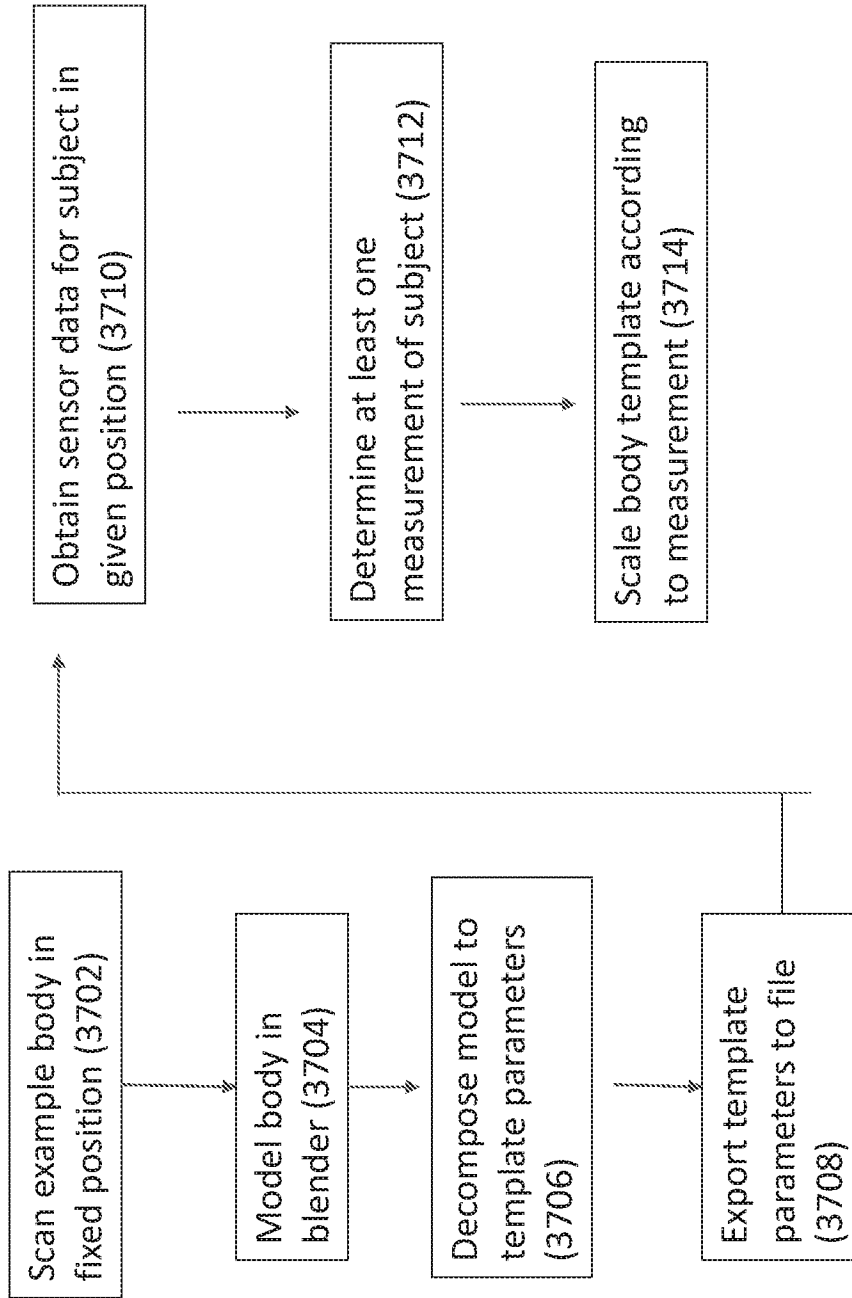 Scan example body in
fixed position (3702)
Model body in
blender (3704)
Decompose model to
template parameters
(3706)
Export template
parameters to file
(3708)
Obtain sensor data for subject in
given position (3710)
Determine at least one
measurement of subject (3712)
Scale body template according
to measurement (3714)